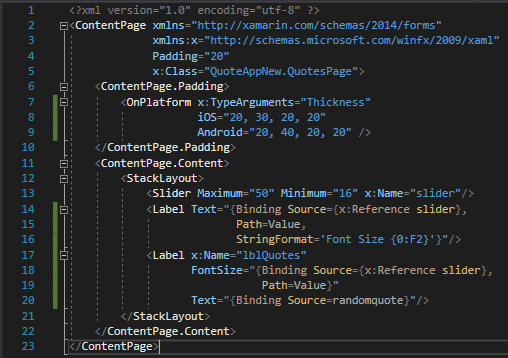 1 <?xml version="1.0" encoding="utf-8" ?>
2 <ContentPage xmlns="http://xamarin.com/schemas/2014/forms"
3 xmlns:x="http://schemas.microsoft.com/winfx/2009/xaml"
4 Padding="20"
5 x:Class="QuoteAppNew.QuotesPage">
6 <ContentPage.Padding>
7 <OnPlatform x:TypeArguments="Thickness"
8 iOS="20, 30, 20, 20"
9 Android="20, 40, 20, 20" />
10 </ContentPage.Padding>
11 <ContentPage.Content>
12 <StackLayout>
13 <Slider Maximum="50" Minimum="16" x:Name="slider"/>
14 <Label Text="{Binding Source={x:Reference slider},
15 Path=Value,
16 StringFormat='Font Size {0:F2}'}"/>
17 <Label x:Name="lblQuotes"
18 FontSize="{Binding Source={x:Reference slider},
19 Path=Value}"
20 Text="{Binding Source=randomquote}"/>
21 </StackLayout>
22 </ContentPage.Content>
23 </ContentPage>